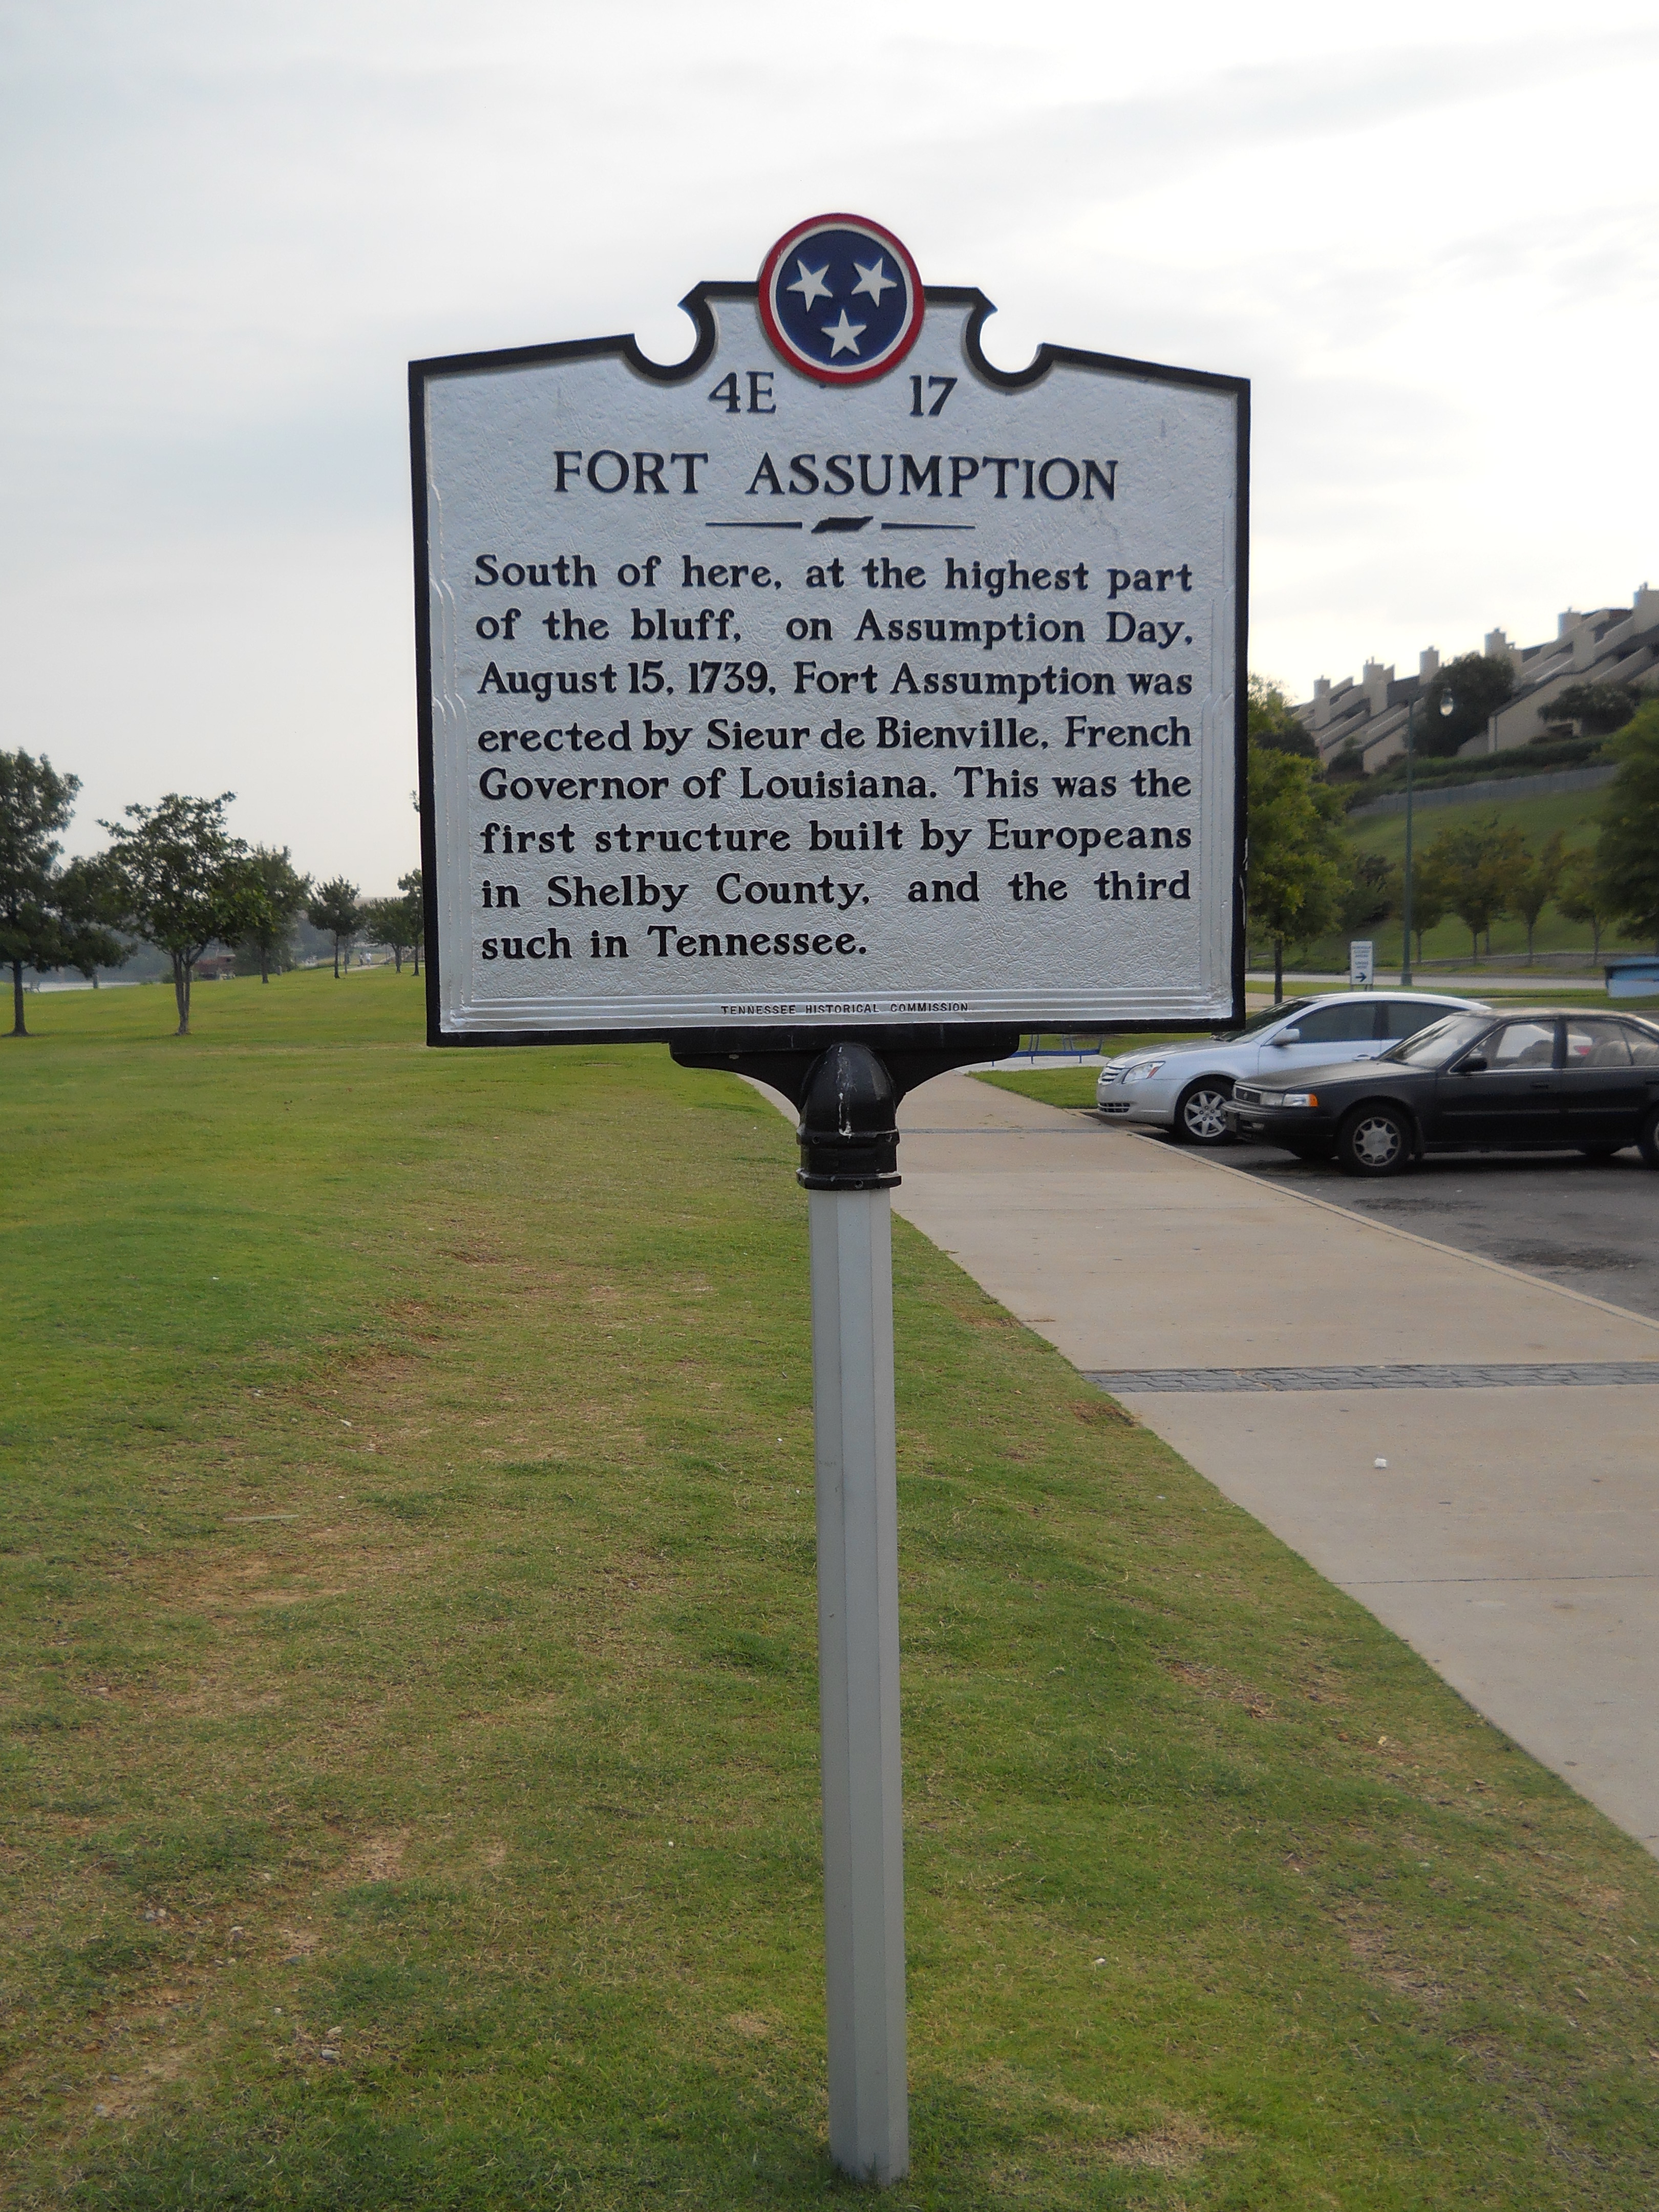 4E 17
FORT ASSUMPTION
South of here, at the highest part
of the bluff, on Assumption Day,
August 15, 1739, Fort Assumption was
erected by Sieur de Bienville, French
Governor of Louisiana. This was the
first structure built by Europeans
in Shelby County, and the third
such in Tennessee.
TENNESSEE HISTORICAL COMMISSION